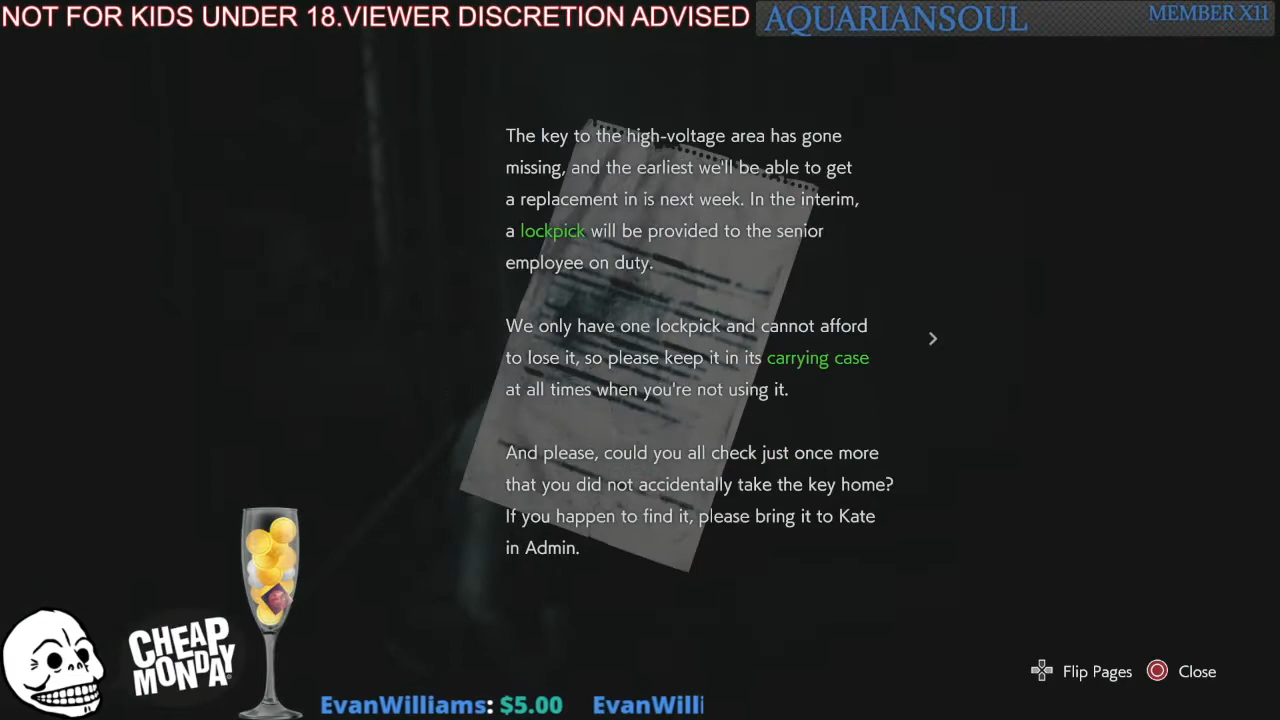 NOT FOR KIDS UNDER 18.VIEWER DISCRETION ADVISED
AQUARIANSOUL
MEMBER X11
The key to the high-voltage area has gone
missing, and the earliest we'll be able to get
a replacement in is next week. In the interim,
a lockpick will be provided to the senior
employee on duty.
We only have one lockpick and cannot afford
to lose it, so please keep it in its carrying case
at all times when you're not using it.
And please, could you all check just once more
that you did not accidentally take the key home?
If you happen to find it, please bring it to Kate
in Admin.
CHEAP
MONDAY
Flip Pages
Close
EvanWilliams: $5.00 EvanWilli